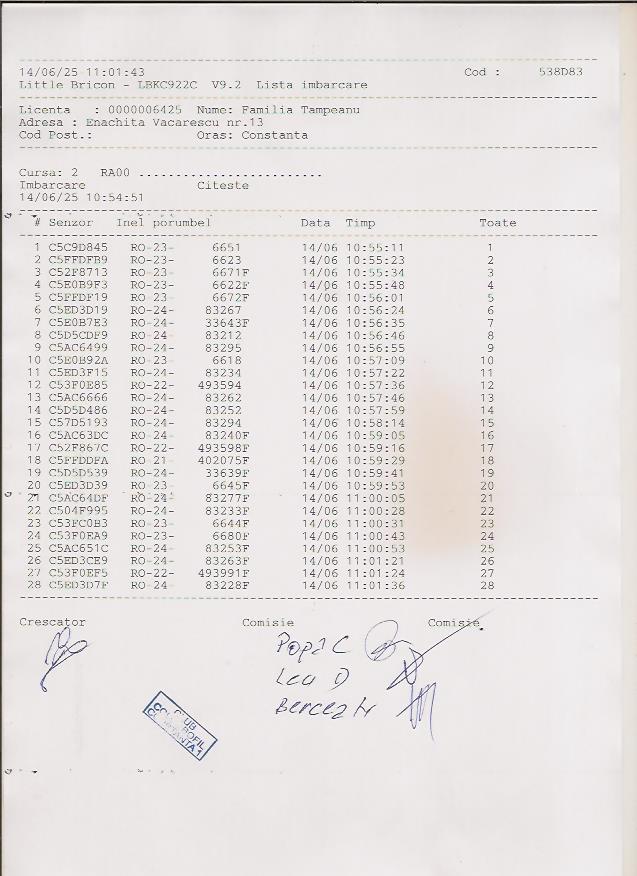 14/06/25 11:01:43 Cod : 538D83
Little Bricon - LBKC922C V9.2 Lista imbarcare
Licenta : 0000006425 Nume: Familia Tampeanu
Adresa : Enachita Vacarescu nr.13
Cod Post.: Oras: Constanta
Cursa: 2 RA00 .........................
Imbarcare Citeste
14/06/25 10:54:51
# Senzor Inel porumbel Data Timp Toate
1 C5C9D845 RO-23- 6651 14/06 10:55:11 1
2 C5FFDFB9 RO-23- 6623 14/06 10:55:23 2
3 C52F8713 RO-23- 6671F 14/06 10:55:34 3
4 C5E0B9F3 RO-23- 6622F 14/06 10:55:48 4
5 C5FFDF19 RO-23- 6672F 14/06 10:56:01 5
6 C5ED3D19 RO-24- 83267 14/06 10:56:24 6
7 C5E0B7E3 RO-24- 33643F 14/06 10:56:35 7
8 C5D5CDF9 RO-24- 83212 14/06 10:56:46 8
9 C5AC6499 RO-24- 83295 14/06 10:56:55 9
10 C5E0B92A RO-23- 6618 14/06 10:57:09 10
11 C5ED3F15 RO-24- 83234 14/06 10:57:22 11
12 C53F0E85 RO-22- 493594 14/06 10:57:36 12
13 C5AC6666 RO-24- 83262 14/06 10:57:46 13
14 C5D5D486 RO-24- 83252 14/06 10:57:59 14
15 C57D5193 RO-24- 83294 14/06 10:58:14 15
16 C5AC63DC RO-24- 83240F 14/06 10:59:05 16
17 C52F867C RO-22- 493598F 14/06 10:59:16 17
18 C5FFDDFA RO-21- 402075F 14/06 10:59:29 18
19 C5D5D539 RO-24- 33639F 14/06 10:59:41 19
20 C5ED3D39 RO-23- 6645F 14/06 10:59:53 20
21 C5AC64DF RO-24- 83277F 14/06 11:00:05 21
22 C504F995 RO-24- 83233F 14/06 11:00:28 22
23 C53FC0B3 RO-23- 6644F 14/06 11:00:31 23
24 C53F0EA9 RO-23- 6680F 14/06 11:00:43 24
25 C5AC651C RO-24- 83253F 14/06 11:00:53 25
26 C5ED3CE9 RO-24- 83263F 14/06 11:01:21 26
27 C53F0EF5 RO-22- 493991F 14/06 11:01:24 27
28 C5ED3D7F RO-24- 83228F 14/06 11:01:36 28
Crescator Comisie Comisie
Popa C
D
CLUB